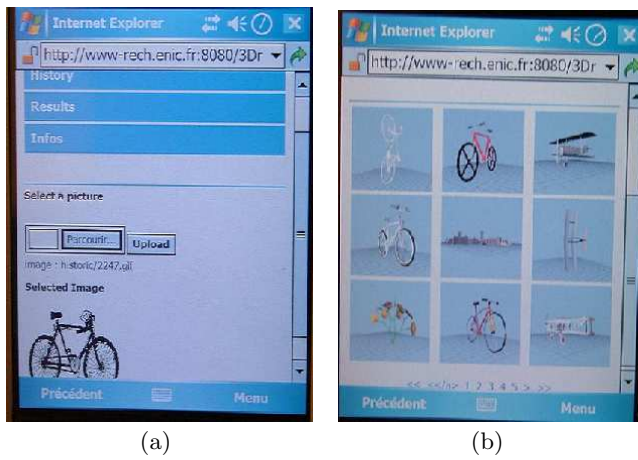 Internet Explorer
http://www-rech.enic.fr:8080/3Dr
History
Results
Infos
Select a picture
Parcourir... Upload
image : historic/2247.gif
Selected Image
Précédent Menu
(a)
Internet Explorer
http://www-rech.enic.fr:8080/3Dr
1 2 3 4 5 > >>
Précédent Menu
(b)